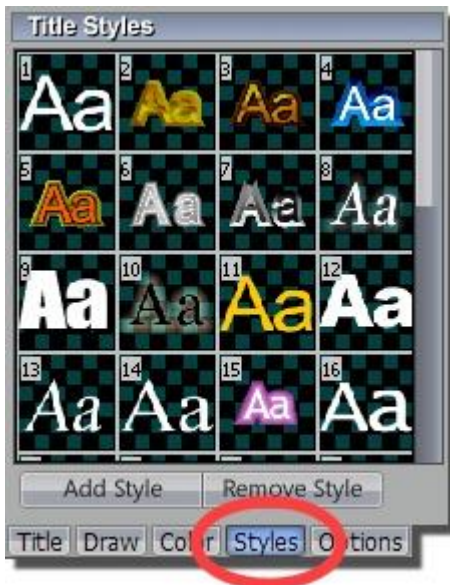 Title Styles
1 2 3 4
Aa Aa Aa Aa
5 6 7 8
Aa Aa Aa Aa
9 10 11 12
Aa Aa Aa Aa
13 14 15 16
Aa Aa Aa Aa
Add Style Remove Style
Title Draw Color Styles Options